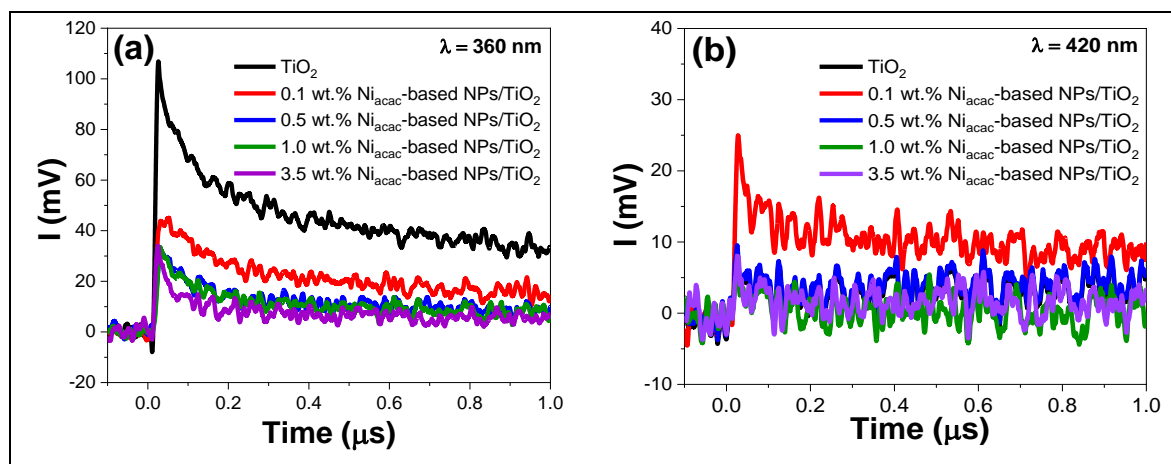 (a)
λ = 360 nm
TiO₂
0.1 wt.% Niacac-based NPs/TiO₂
0.5 wt.% Niacac-based NPs/TiO₂
1.0 wt.% Niacac-based NPs/TiO₂
3.5 wt.% Niacac-based NPs/TiO₂
I (mV)
120
100
80
60
40
20
0
-20
0.0 0.2 0.4 0.6 0.8 1.0
Time (μs)
(b)
λ = 420 nm
TiO₂
0.1 wt.% Niacac-based NPs/TiO₂
0.5 wt.% Niacac-based NPs/TiO₂
1.0 wt.% Niacac-based NPs/TiO₂
3.5 wt.% Niacac-based NPs/TiO₂
I (mV)
40
30
20
10
0
-10
0.0 0.2 0.4 0.6 0.8 1.0
Time (μs)